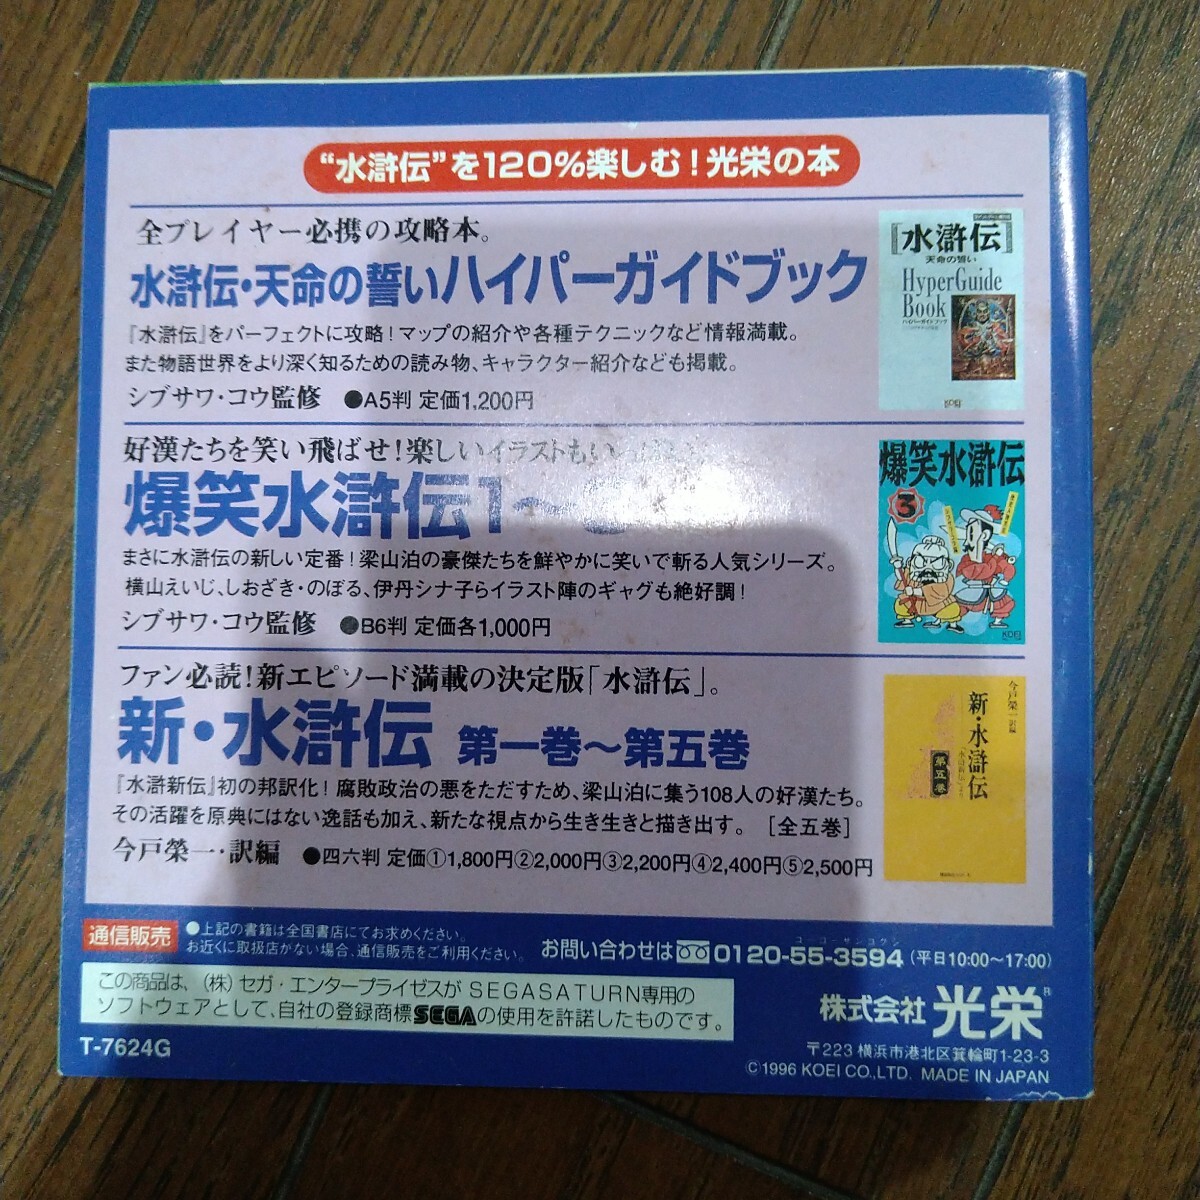 “水滸伝”を120%楽しむ！光栄の本
全プレイヤー必携の攻略本。
水滸伝・天命の誓いハイパーガイドブック
『水滸伝』をパーフェクトに攻略！マップの紹介や各種テクニックなど情報満載。
また物語世界をより深く知るための読み物、キャラクター紹介なども掲載。
シブサワ・コウ監修 ●A5判 定価1,200円
水滸伝
天命の誓い
HyperGuide
Book
ハイパーガイドブック
KOEI
好漢たちを笑い飛ばせ！楽しいイラストもい
爆笑水滸伝1〜
まさに水滸伝の新しい定番！梁山泊の豪傑たちを鮮やかに笑いで斬る人気シリーズ。
横山えいじ、しおざき・のぼる、伊丹シナ子らイラスト陣のギャグも絶好調！
シブサワ・コウ監修 ●B6判 定価各1,000円
爆笑水滸伝
3
KOEI
ファン必読！新エピソード満載の決定版「水滸伝」。
新・水滸伝 第一巻〜第五巻
『水滸新伝』初の邦訳化！腐敗政治の悪をただすため、梁山泊に集う108人の好漢たち。
その活躍を原典にはない逸話も加え、新たな視点から生き生きと描き出す。［全五巻］
今戸榮一・訳編 ●四六判 定価①1,800円②2,000円③2,200円④2,400円⑤2,500円
今戸榮一訳編
新・水滸伝
第五巻
通信販売
●上記の書籍は全国書店にてお求めください。
お近くに取扱店がない場合、通信販売をご利用ください。
お問い合わせは 0120-55-3594 (平日10:00〜17:00)
この商品は、(株)セガ・エンタープライゼスがSEGASATURN専用の
ソフトウェアとして、自社の登録商標SEGAの使用を許諾したものです。
株式会社 光栄®
T-7624G
〒223 横浜市港北区箕輪町1-23-3
©1996 KOEI CO.,LTD. MADE IN JAPAN